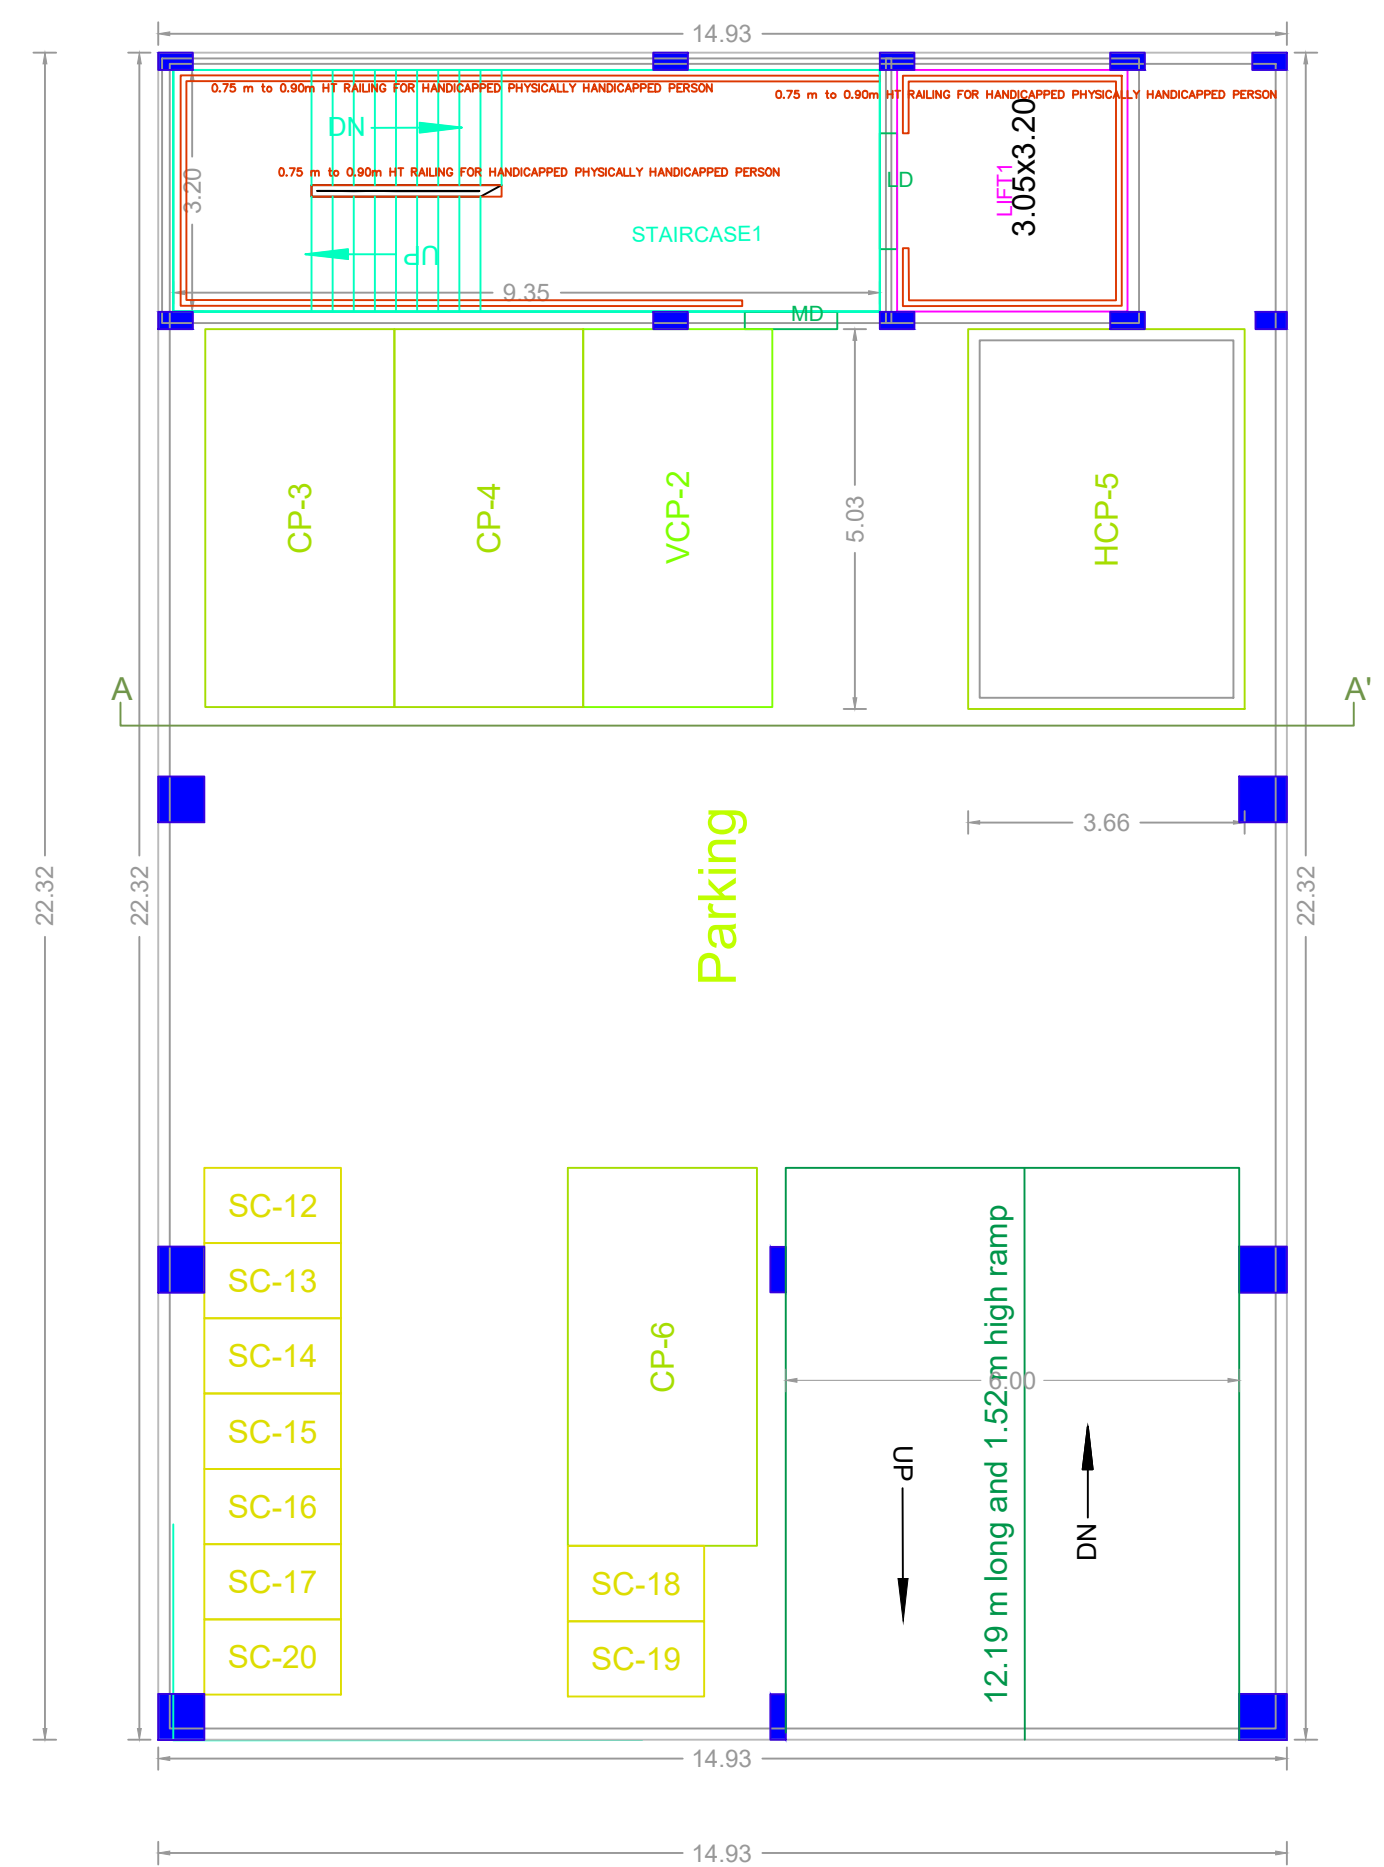 14.93
0.75 m to 0.90m HT RAILING FOR HANDICAPPED PHYSICALLY HANDICAPPED PERSON
0.75 m to 0.90m HT RAILING FOR HANDICAPPED PHYSICALLY HANDICAPPED PERSON
DN
0.75 m to 0.90m HT RAILING FOR HANDICAPPED PHYSICALLY HANDICAPPED PERSON
3.20
LD
LIFT1
3.05x3.20
STAIRCASE1
UP
9.35
MD
CP-3
CP-4
VCP-2
5.03
HCP-5
A
A'
3.66
22.32
22.32
Parking
22.32
SC-12
SC-13
SC-14
SC-15
SC-16
SC-17
SC-20
CP-6
SC-18
SC-19
12.19 m long and 1.52 m high ramp
6.00
UP
DN
14.93
14.93